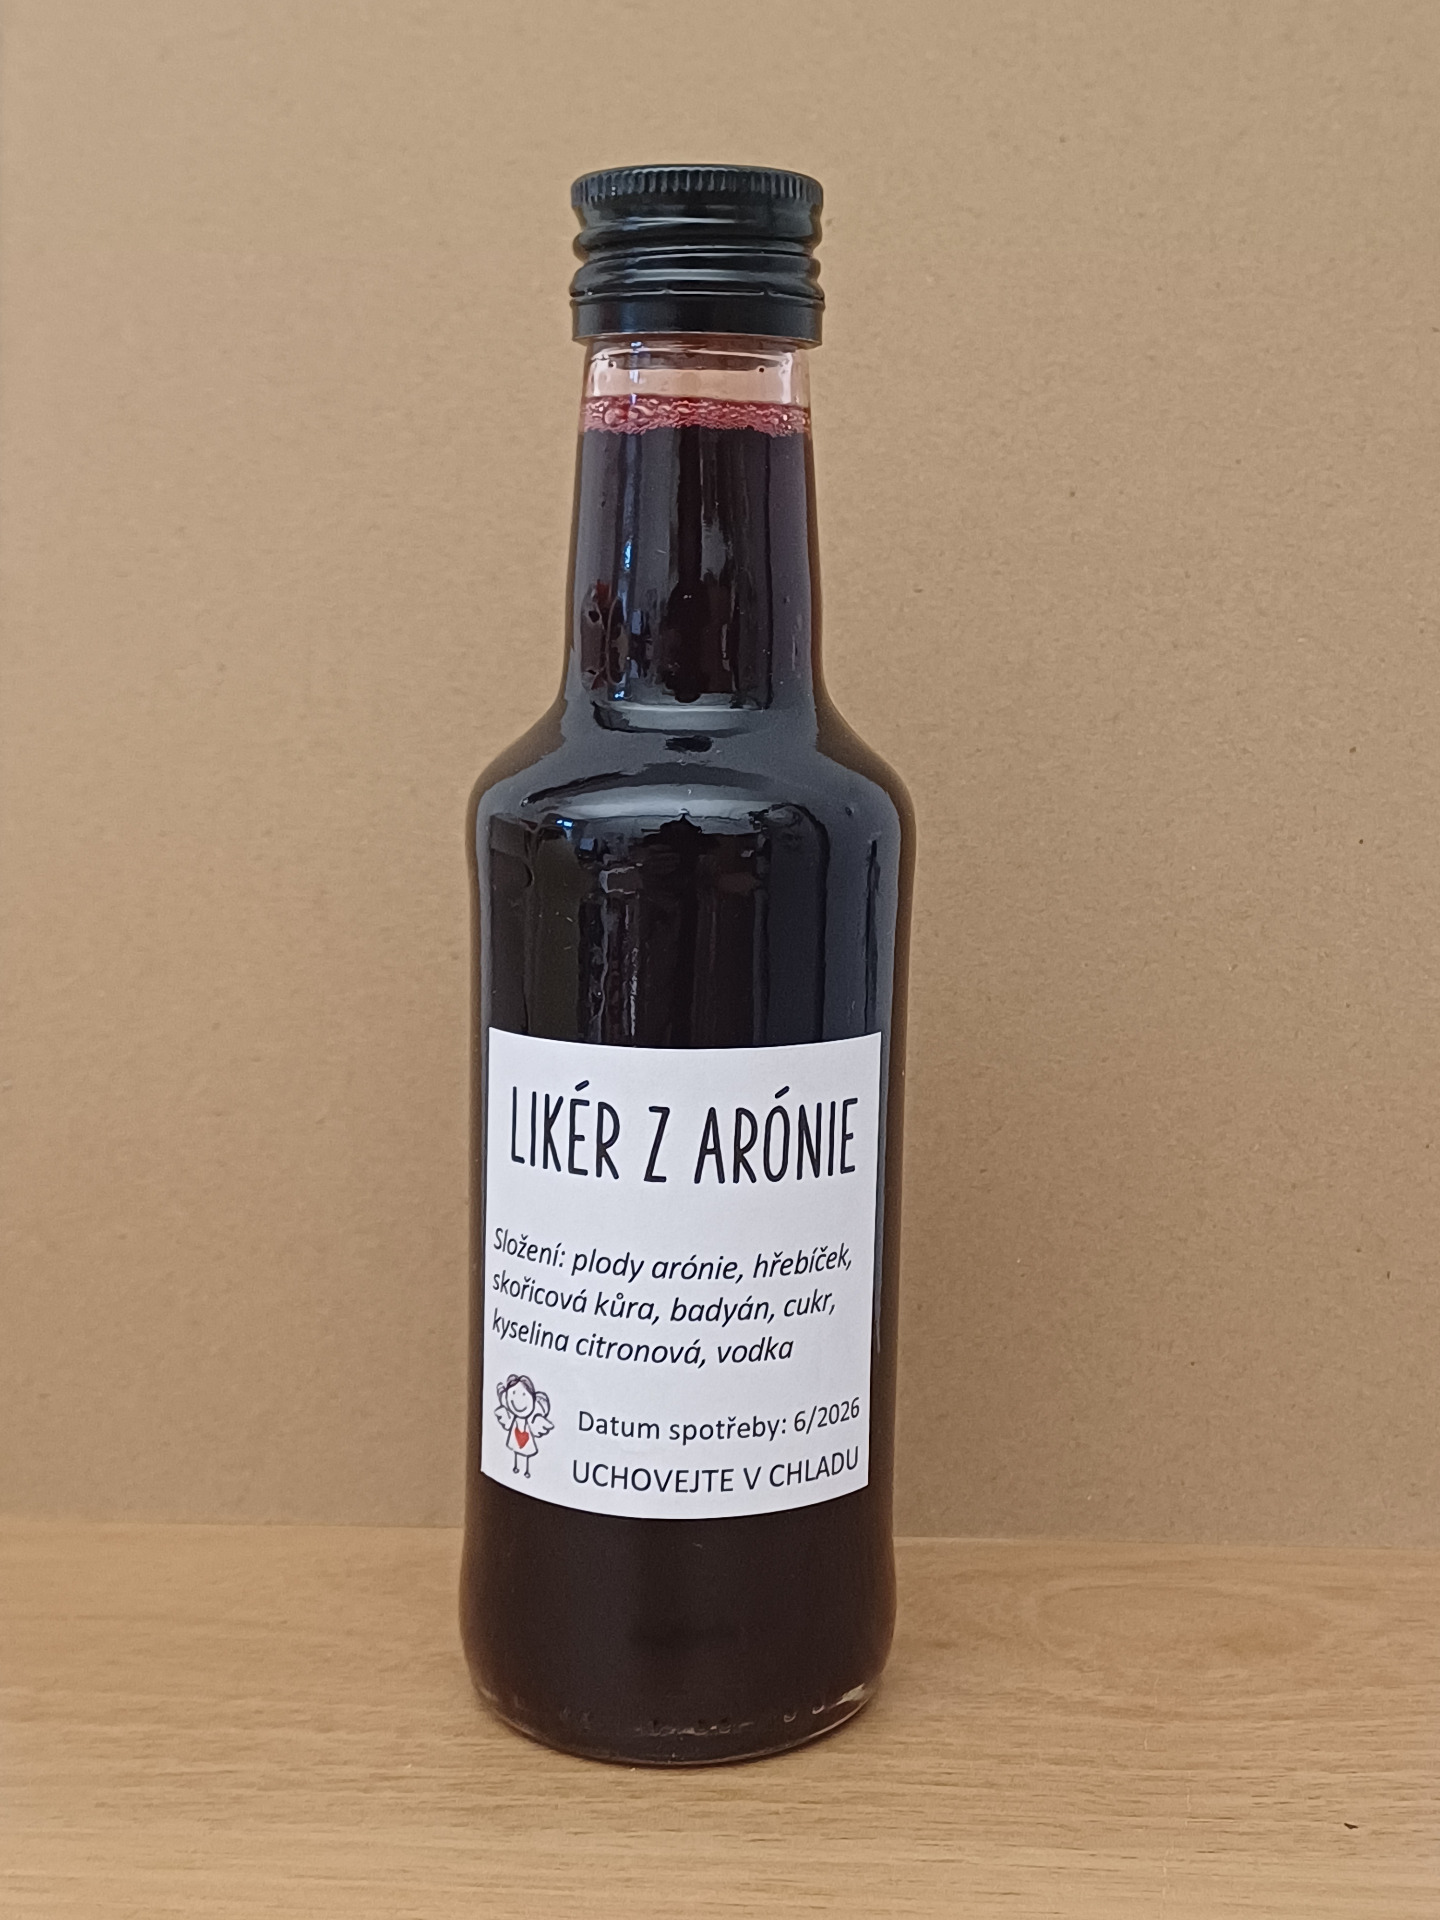 LIKÉR Z ARÓNIE
Složení: plody arónie, hřebíček,
skořicová kůra, badyán, cukr,
kyselina citronová, vodka
Datum spotřeby: 6/2026
UCHOVEJTE V CHLADU